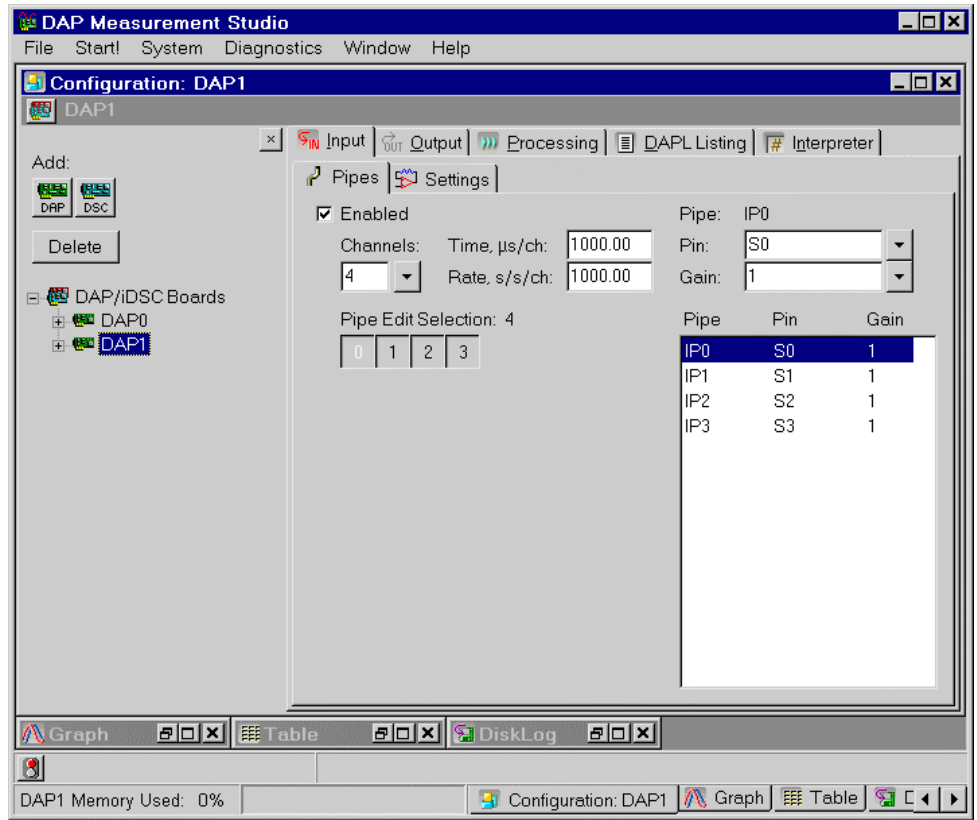 DAP Measurement Studio
File Start! System Diagnostics Window Help
Configuration: DAP1
DAP1
Input Output Processing DAPL Listing Interpreter
Add:
DAP DSC
Delete
DAP/iDSC Boards
DAP0
DAP1
Pipes Settings
Enabled
Channels: Time, µs/ch: 1000.00
4 Rate, s/s/ch: 1000.00
Pipe Edit Selection: 4
0 1 2 3
Pipe: IP0
Pin: S0
Gain: 1
Pipe Pin Gain
IP0 S0 1
IP1 S1 1
IP2 S2 1
IP3 S3 1
Graph Table DiskLog
DAP1 Memory Used: 0% Configuration: DAP1 Graph Table